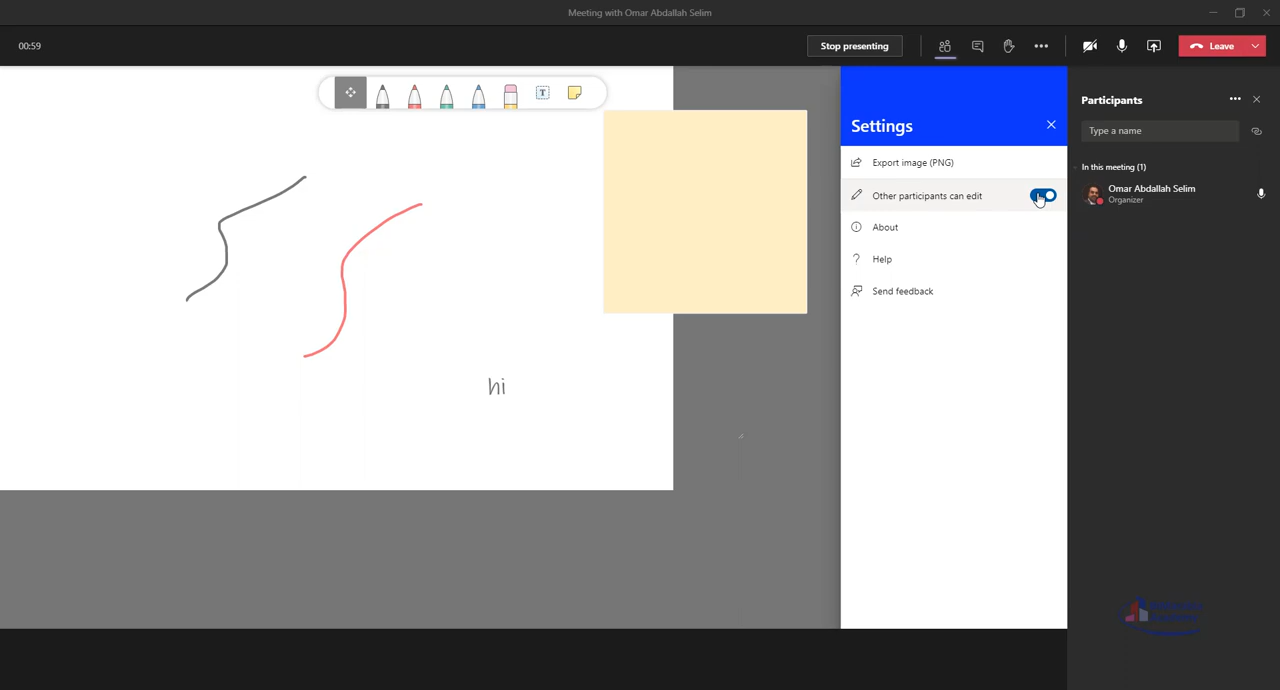 Meeting with Omar Abdallah Selim
00:59
Stop presenting
Leave
T
Settings
Export image (PNG)
Other participants can edit
About
? Help
Send feedback
hi
Participants
Type a name
In this meeting (1)
Omar Abdallah Selim
Organizer